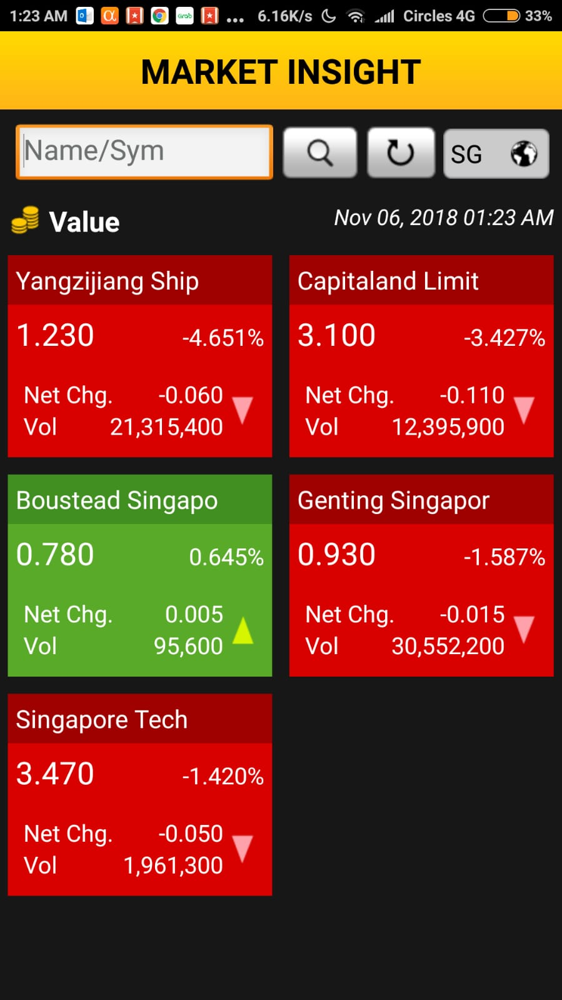 1:23 AM Grab ... 6.16K/s Circles 4G 33%
MARKET INSIGHT
Name/Sym SG
Value Nov 06, 2018 01:23 AM
Yangzijiang Ship
1.230 -4.651%
Net Chg. -0.060
Vol 21,315,400
Capitaland Limit
3.100 -3.427%
Net Chg. -0.110
Vol 12,395,900
Boustead Singapo
0.780 0.645%
Net Chg. 0.005
Vol 95,600
Genting Singapor
0.930 -1.587%
Net Chg. -0.015
Vol 30,552,200
Singapore Tech
3.470 -1.420%
Net Chg. -0.050
Vol 1,961,300